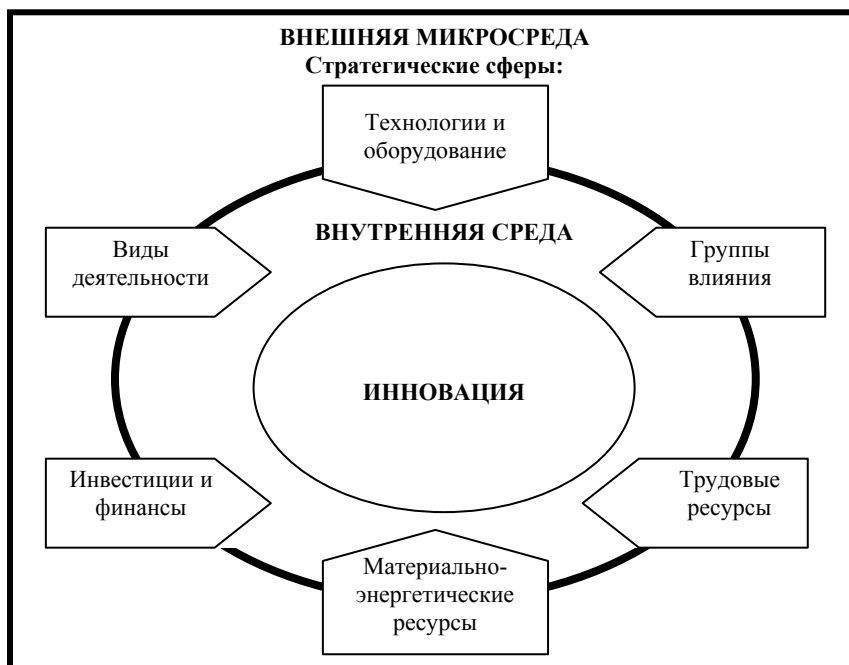 ВНЕШНЯЯ МИКРОСРЕДА
Стратегические сферы:
Технологии и
оборудование
ВНУТРЕННЯЯ СРЕДА
Виды
деятельности
Группы
влияния
ИННОВАЦИЯ
Инвестиции и
финансы
Трудовые
ресурсы
Материально-
энергетические
ресурсы